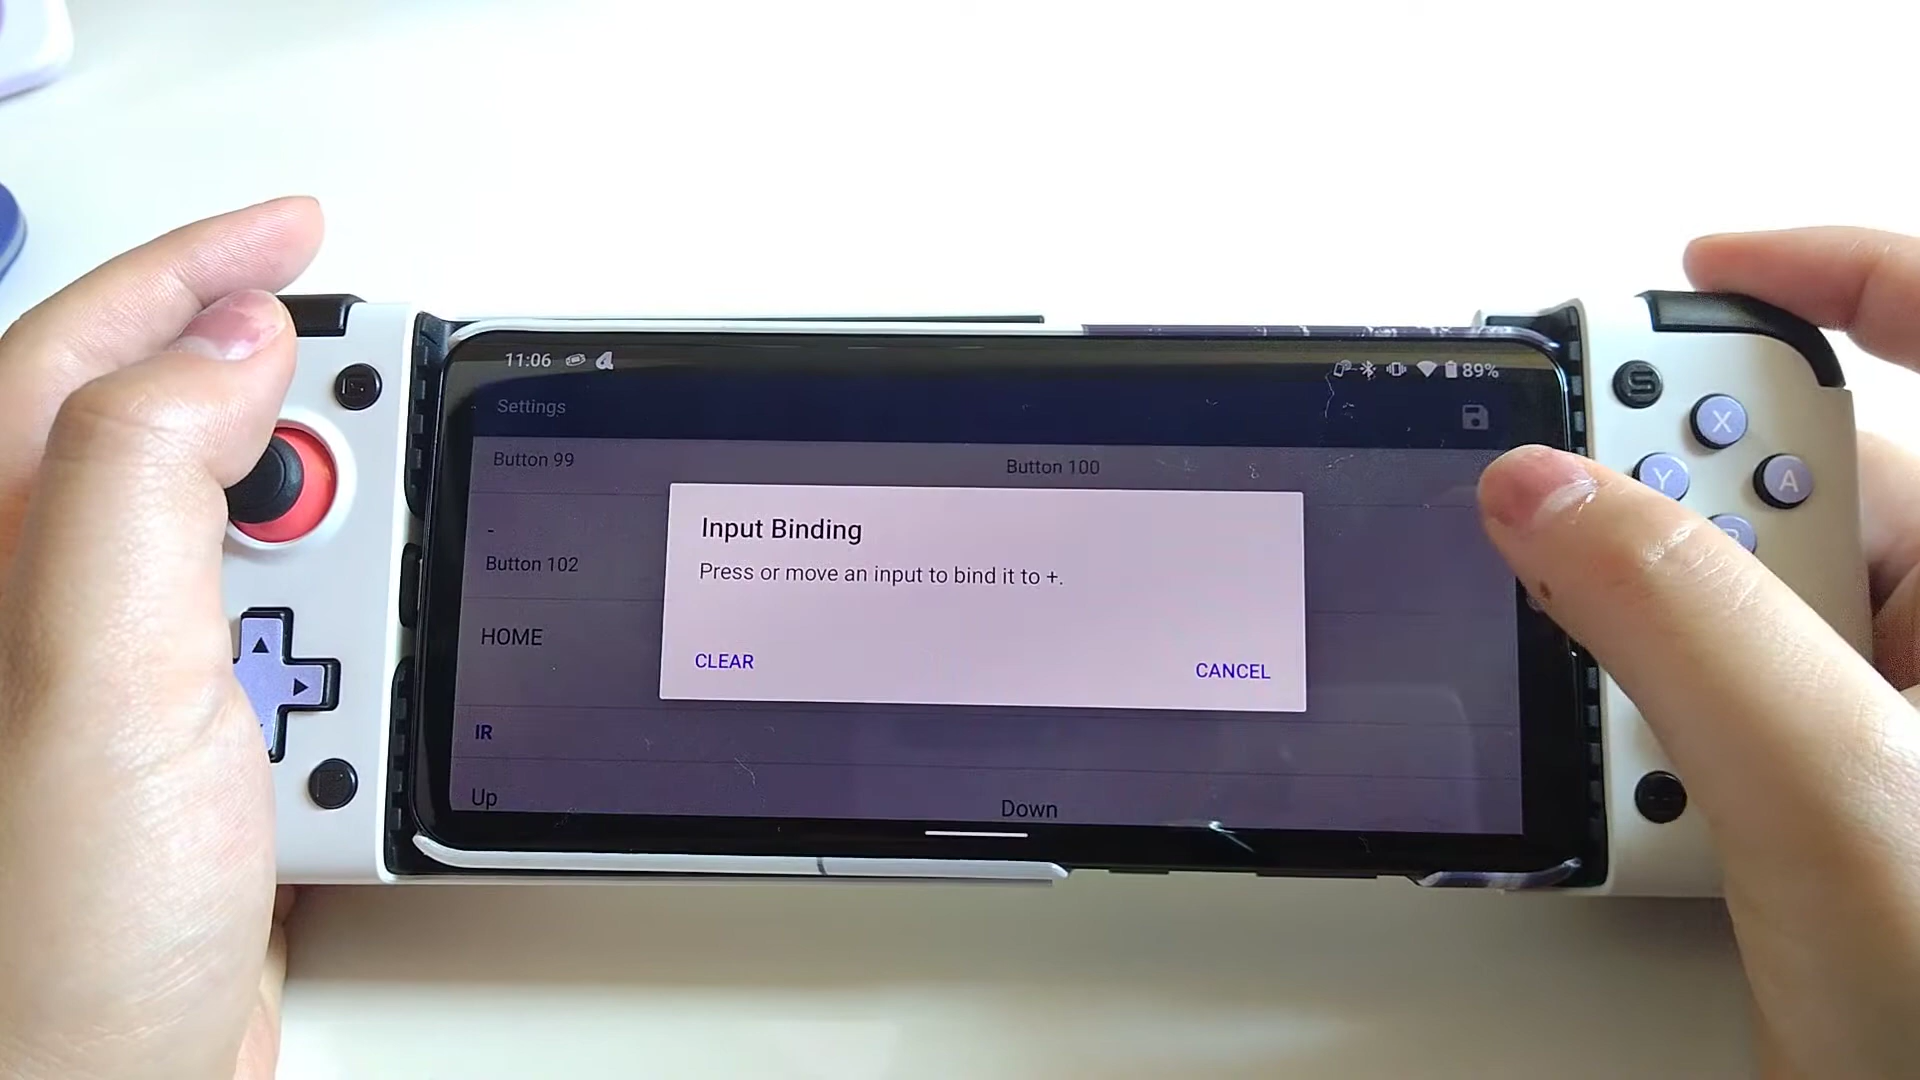 11:06
89%
Settings
Button 99
Button 100
-
Button 102
Input Binding
Press or move an input to bind it to +.
CLEAR
CANCEL
HOME
IR
Up
Down
S
X
Y
A